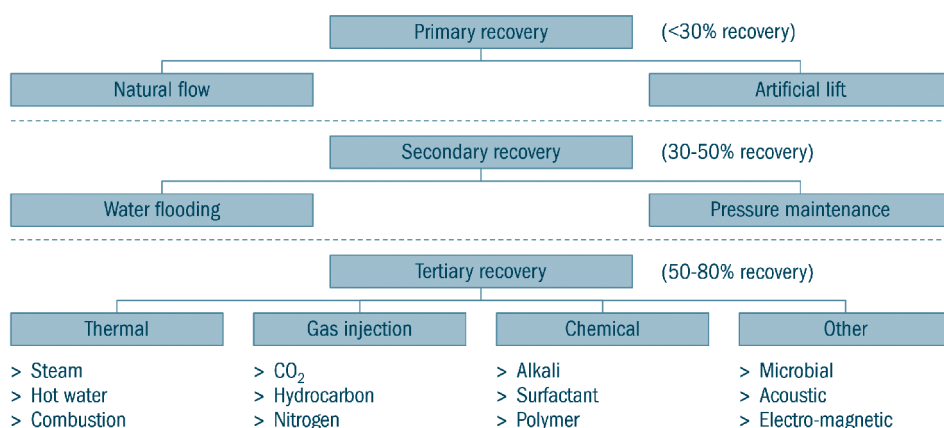 Primary recovery (<30% recovery)
Natural flow Artificial lift
Secondary recovery (30-50% recovery)
Water flooding Pressure maintenance
Tertiary recovery (50-80% recovery)
Thermal Gas injection Chemical Other
> Steam > CO₂ > Alkali > Microbial
> Hot water > Hydrocarbon > Surfactant > Acoustic
> Combustion > Nitrogen > Polymer > Electro-magnetic